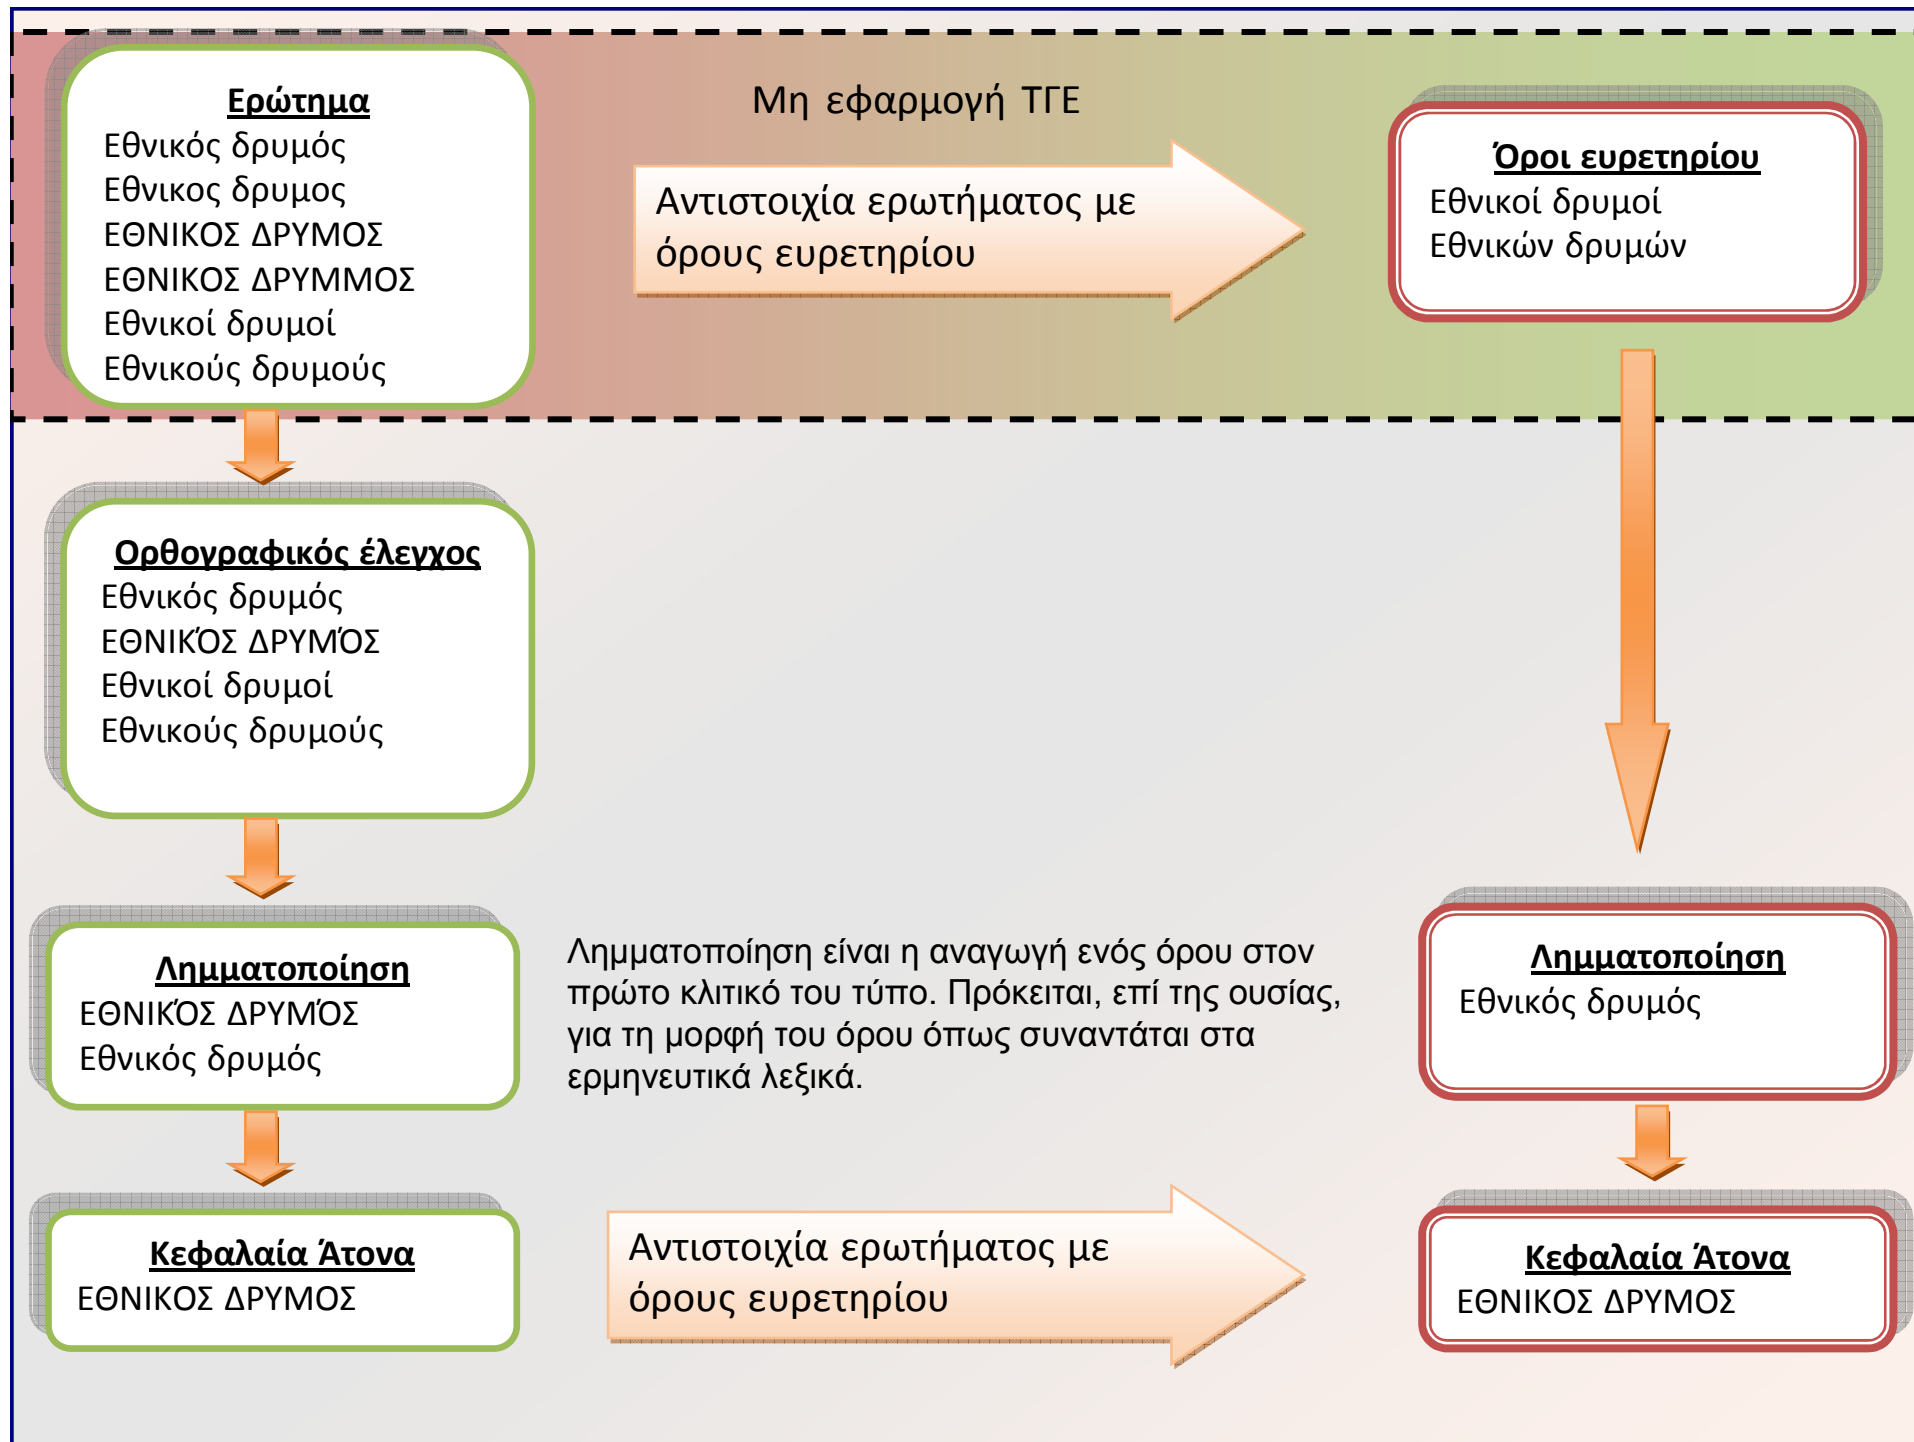 Ερώτημα
Εθνικός δρυμός
Εθνικος δρυμος
ΕΘΝΙΚΟΣ ΔΡΥΜΟΣ
ΕΘΝΙΚΟΣ ΔΡΥΜΜΟΣ
Εθνικοί δρυμοί
Εθνικούς δρυμούς
Μη εφαρμογή ΤΓΕ
Αντιστοιχία ερωτήματος με
όρους ευρετηρίου
Όροι ευρετηρίου
Εθνικοί δρυμοί
Εθνικών δρυμών
Ορθογραφικός έλεγχος
Εθνικός δρυμός
ΕΘΝΙΚΌΣ ΔΡΥΜΌΣ
Εθνικοί δρυμοί
Εθνικούς δρυμούς
Λημματοποίηση
ΕΘΝΙΚΌΣ ΔΡΥΜΌΣ
Εθνικός δρυμός
Λημματοποίηση είναι η αναγωγή ενός όρου στον
πρώτο κλιτικό του τύπο. Πρόκειται, επί της ουσίας,
για τη μορφή του όρου όπως συναντάται στα
ερμηνευτικά λεξικά.
Λημματοποίηση
Εθνικός δρυμός
Κεφαλαία Άτονα
ΕΘΝΙΚΟΣ ΔΡΥΜΟΣ
Αντιστοιχία ερωτήματος με
όρους ευρετηρίου
Κεφαλαία Άτονα
ΕΘΝΙΚΟΣ ΔΡΥΜΟΣ